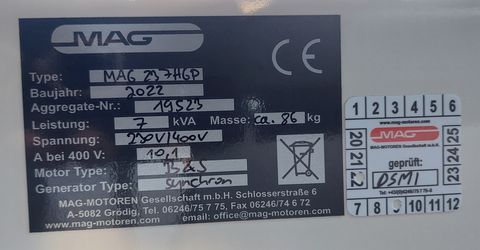 MAG
CE
Type: MAG 237HGP
Baujahr: 2022
Aggregate-Nr.: 19523
Leistung: 7 kVA Masse: ca. 86 kg
Spannung: 230V/400V
A bei 400 V: 10,1
Motor Type: B&S
Generator Type: Synchron
MAG-MOTOREN Gesellschaft m.b.H. Schlosserstraße 6
A-5082 Grödig, Tel. 06246/75 7 75, Fax 06246/74 6 72
email: office@mag-motoren.com
1 2 3 4 5 6
www.mag-motoren.com
MAG
MAG-MOTOREN Gesellschaft m.b.H.
geprüft:
DSM1
20 21 22
23 24 25
7 8 9 10 11 12